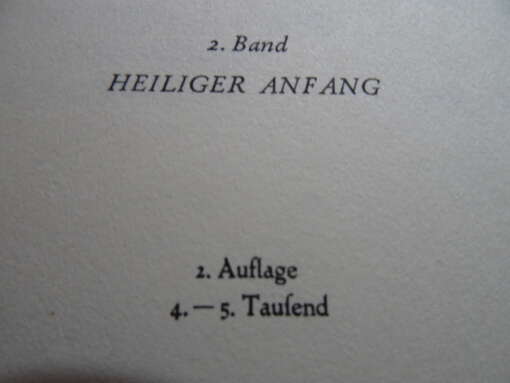 2. Band
HEILIGER ANFANG
2. Auflage
4. — 5. Tauſend